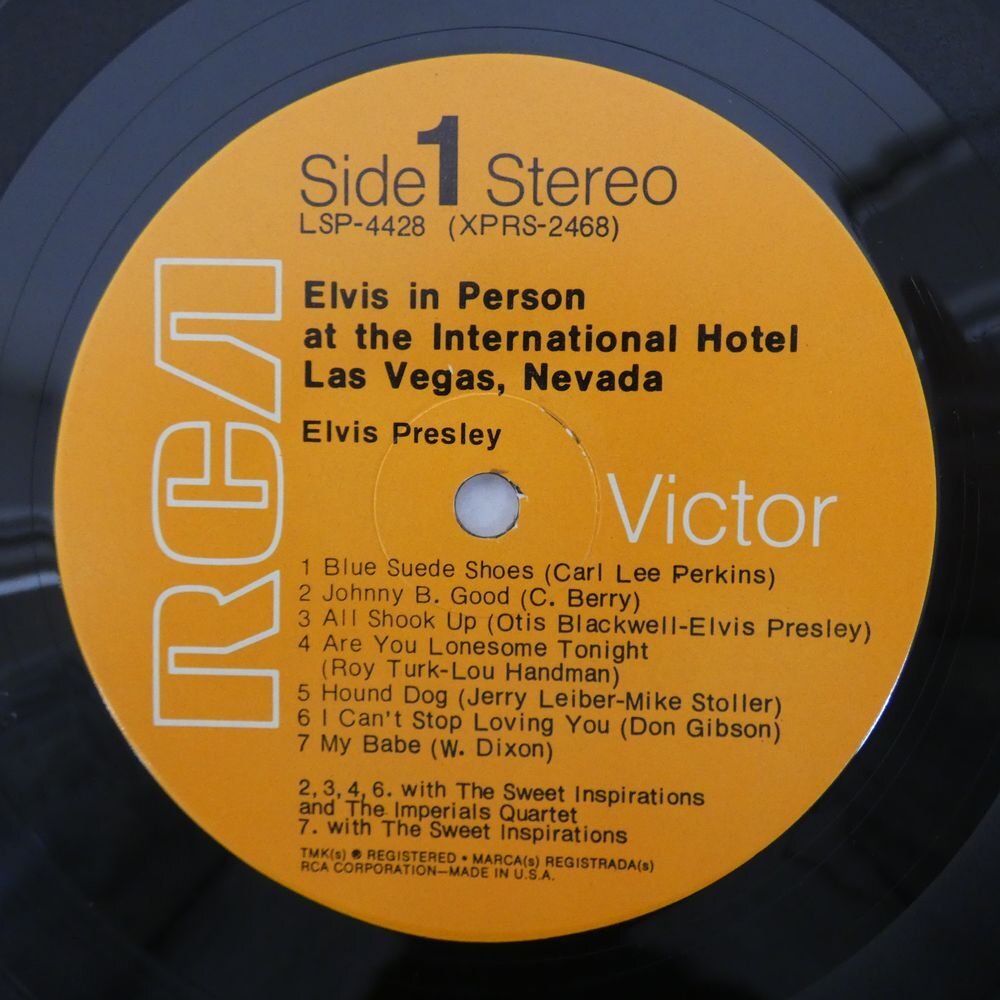 Side 1 Stereo
LSP-4428 (XPRS-2468)
Elvis in Person
at the International Hotel
Las Vegas, Nevada
Elvis Presley
RCA
Victor
1 Blue Suede Shoes (Carl Lee Perkins)
2 Johnny B. Good (C. Berry)
3 All Shook Up (Otis Blackwell-Elvis Presley)
4 Are You Lonesome Tonight
(Roy Turk-Lou Handman)
5 Hound Dog (Jerry Leiber-Mike Stoller)
6 I Can't Stop Loving You (Don Gibson)
7 My Babe (W. Dixon)
2,3,4,6. with The Sweet Inspirations
and The Imperials Quartet
7. with The Sweet Inspirations
TMK(s) ® REGISTERED • MARCA(s) REGISTRADA(s)
RCA CORPORATION—MADE IN U.S.A.